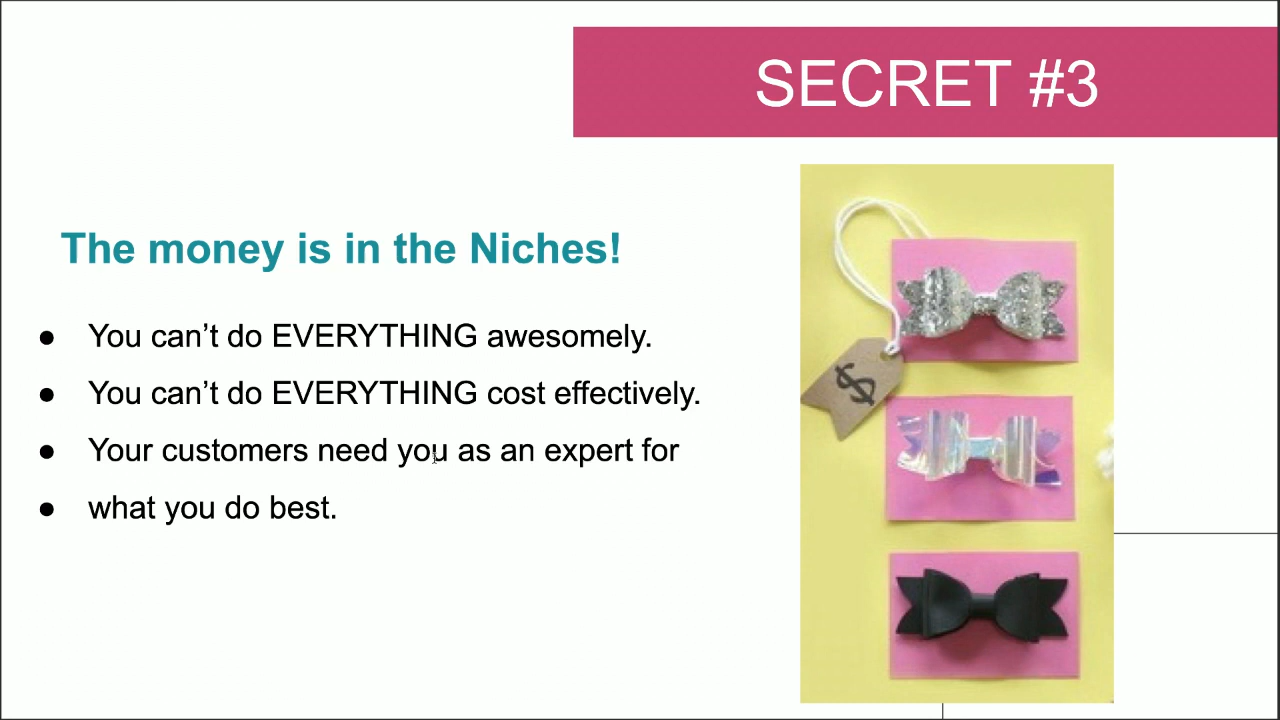 SECRET #3
The money is in the Niches!
● You can’t do EVERYTHING awesomely.
● You can’t do EVERYTHING cost effectively.
● Your customers need you as an expert for
● what you do best.
$